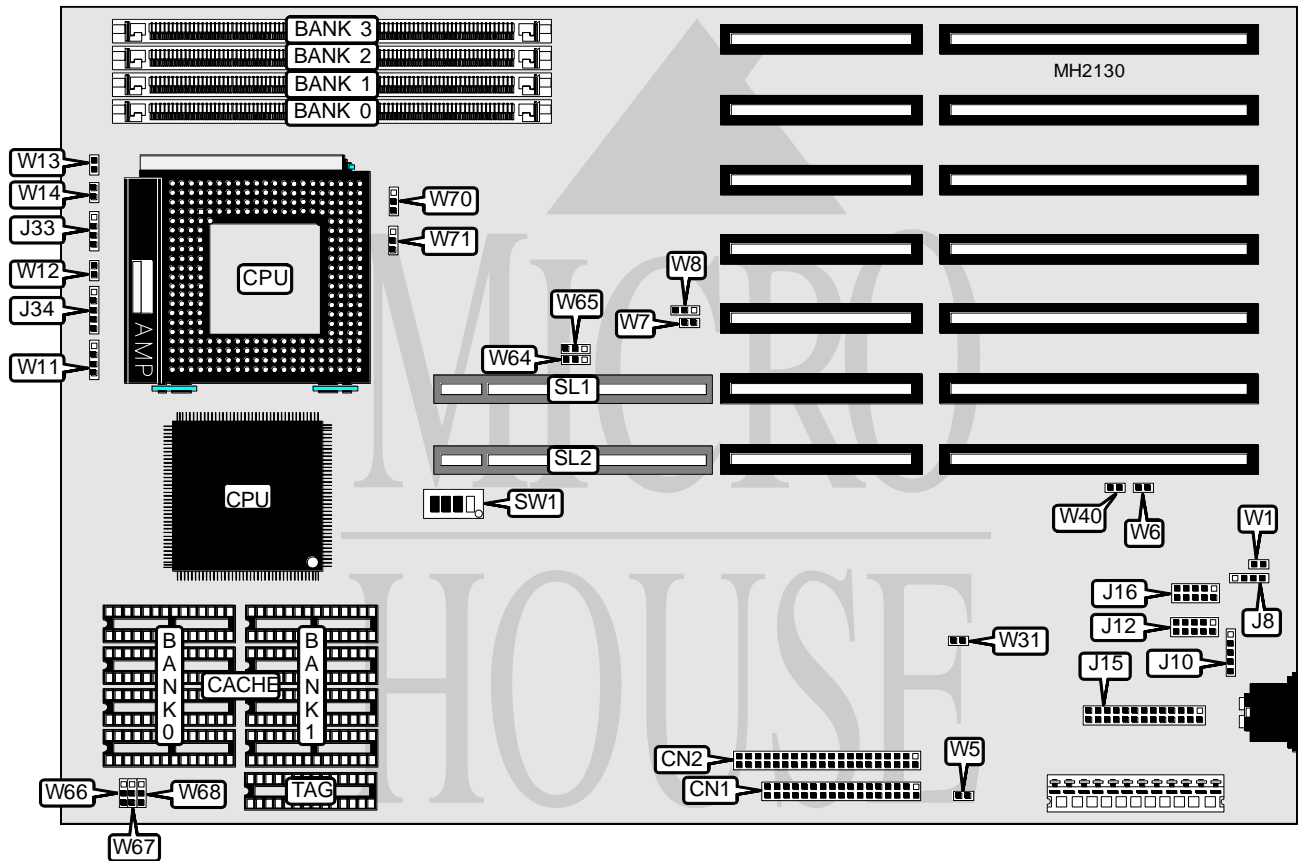 BANK 3
BANK 2
BANK 1
BANK 0
MH2130
W13
W14
J33
W12
J34
W11
AMP
CPU
W70
W71
W8
W7
W65
W64
SL1
SL2
SW1
CPU
W40
W6
W1
J16
J8
J12
J10
W31
J15
BANK0
CACHE
BANK1
TAG
W66
W67
W68
CN2
CN1
W5
MICRO
HOUSE